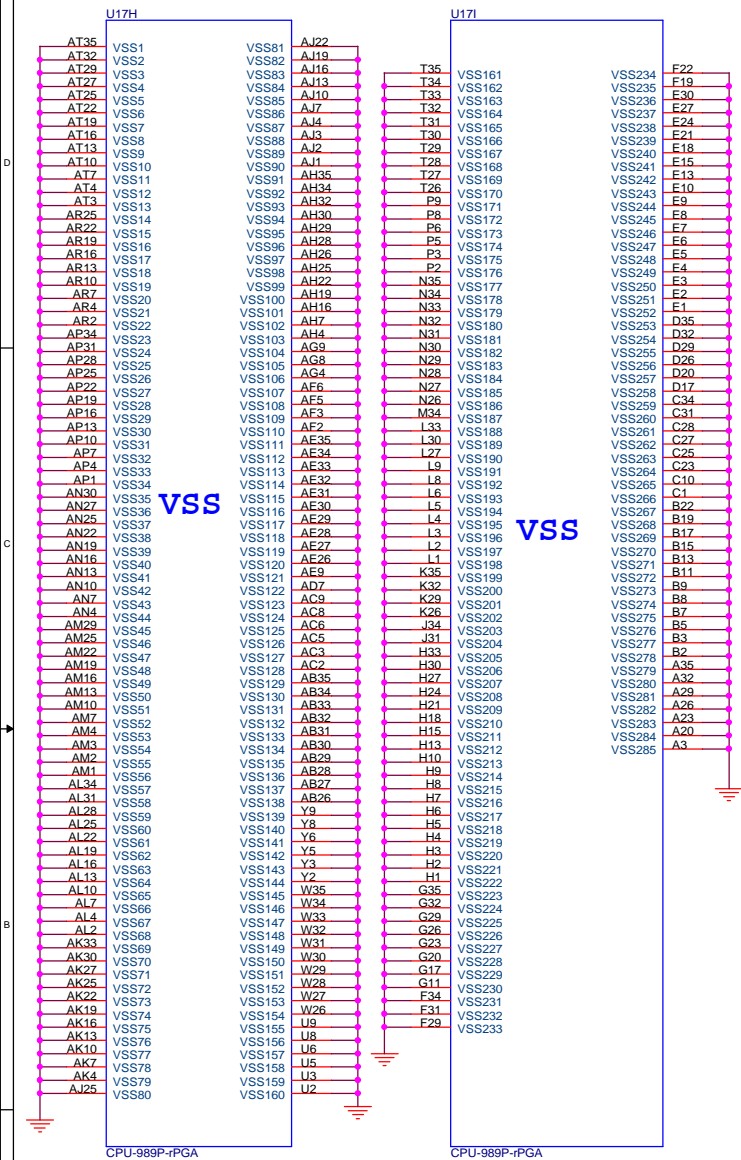 U17H
AT35 VSS1 VSS81 AJ22
AT32 VSS2 VSS82 AJ19
AT29 VSS3 VSS83 AJ16
AT27 VSS4 VSS84 AJ13
AT25 VSS5 VSS85 AJ10
AT22 VSS6 VSS86 AJ7
AT19 VSS7 VSS87 AJ4
AT16 VSS8 VSS88 AJ3
AT13 VSS9 VSS89 AJ2
AT10 VSS10 VSS90 AJ1
AT7 VSS11 VSS91 AH35
AT4 VSS12 VSS92 AH34
AT3 VSS13 VSS93 AH32
AR25 VSS14 VSS94 AH30
AR22 VSS15 VSS95 AH29
AR19 VSS16 VSS96 AH28
AR16 VSS17 VSS97 AH26
AR13 VSS18 VSS98 AH25
AR10 VSS19 VSS99 AH22
AR7 VSS20 VSS100 AH19
AR4 VSS21 VSS101 AH16
AR2 VSS22 VSS102 AH7
AP34 VSS23 VSS103 AH4
AP31 VSS24 VSS104 AG9
AP28 VSS25 VSS105 AG8
AP25 VSS26 VSS106 AG4
AP22 VSS27 VSS107 AF6
AP19 VSS28 VSS108 AF5
AP16 VSS29 VSS109 AF3
AP13 VSS30 VSS110 AF2
AP10 VSS31 VSS111 AE35
AP7 VSS32 VSS112 AE34
AP4 VSS33 VSS113 AE33
AP1 VSS34 VSS114 AE32
AN30 VSS35 VSS115 AE31
AN27 VSS36 VSS116 AE30
AN25 VSS37 VSS117 AE29
AN22 VSS38 VSS118 AE28
AN19 VSS39 VSS119 AE27
AN16 VSS40 VSS120 AE26
AN13 VSS41 VSS121 AE9
AN10 VSS42 VSS122 AD7
AN7 VSS43 VSS123 AC9
AN4 VSS44 VSS124 AC8
AM29 VSS45 VSS125 AC6
AM25 VSS46 VSS126 AC5
AM22 VSS47 VSS127 AC3
AM19 VSS48 VSS128 AC2
AM16 VSS49 VSS129 AB35
AM13 VSS50 VSS130 AB34
AM10 VSS51 VSS131 AB33
AM7 VSS52 VSS132 AB32
AM4 VSS53 VSS133 AB31
AM3 VSS54 VSS134 AB30
AM2 VSS55 VSS135 AB29
AM1 VSS56 VSS136 AB28
AL34 VSS57 VSS137 AB27
AL31 VSS58 VSS138 AB26
AL28 VSS59 VSS139 Y9
AL25 VSS60 VSS140 Y8
AL22 VSS61 VSS141 Y6
AL19 VSS62 VSS142 Y5
AL16 VSS63 VSS143 Y3
AL13 VSS64 VSS144 Y2
AL10 VSS65 VSS145 W35
AL7 VSS66 VSS146 W34
AL4 VSS67 VSS147 W33
AL2 VSS68 VSS148 W32
AK33 VSS69 VSS149 W31
AK30 VSS70 VSS150 W30
AK27 VSS71 VSS151 W29
AK25 VSS72 VSS152 W28
AK22 VSS73 VSS153 W27
AK19 VSS74 VSS154 W26
AK16 VSS75 VSS155 U9
AK13 VSS76 VSS156 U8
AK10 VSS77 VSS157 U6
AK7 VSS78 VSS158 U5
AK4 VSS79 VSS159 U3
AJ25 VSS80 VSS160 U2
VSS
CPU-989P-rPGA
U17I
T35 VSS161 VSS234 F22
T34 VSS162 VSS235 F19
T33 VSS163 VSS236 E30
T32 VSS164 VSS237 E27
T31 VSS165 VSS238 E24
T30 VSS166 VSS239 E21
T29 VSS167 VSS240 E18
T28 VSS168 VSS241 E15
T27 VSS169 VSS242 E13
T26 VSS170 VSS243 E10
P9 VSS171 VSS244 E9
P8 VSS172 VSS245 E8
P6 VSS173 VSS246 E7
P5 VSS174 VSS247 E6
P3 VSS175 VSS248 E5
P2 VSS176 VSS249 E4
N35 VSS177 VSS250 E3
N34 VSS178 VSS251 E2
N33 VSS179 VSS252 E1
N32 VSS180 VSS253 D35
N31 VSS181 VSS254 D32
N30 VSS182 VSS255 D29
N29 VSS183 VSS256 D26
N28 VSS184 VSS257 D20
N27 VSS185 VSS258 D17
N26 VSS186 VSS259 C34
M34 VSS187 VSS260 C31
L33 VSS188 VSS261 C28
L30 VSS189 VSS262 C27
L27 VSS190 VSS263 C25
L9 VSS191 VSS264 C23
L8 VSS192 VSS265 C10
L6 VSS193 VSS266 C1
L5 VSS194 VSS267 B22
L4 VSS195 VSS268 B19
L3 VSS196 VSS269 B17
L2 VSS197 VSS270 B15
L1 VSS198 VSS271 B13
K35 VSS199 VSS272 B11
K32 VSS200 VSS273 B9
K29 VSS201 VSS274 B8
K26 VSS202 VSS275 B7
J34 VSS203 VSS276 B5
J31 VSS204 VSS277 B3
H33 VSS205 VSS278 B2
H30 VSS206 VSS279 A35
H27 VSS207 VSS280 A32
H24 VSS208 VSS281 A29
H21 VSS209 VSS282 A26
H18 VSS210 VSS283 A23
H15 VSS211 VSS284 A20
H13 VSS212 VSS285 A3
H10 VSS213
H9 VSS214
H8 VSS215
H7 VSS216
H6 VSS217
H5 VSS218
H4 VSS219
H3 VSS220
H2 VSS221
H1 VSS222
G35 VSS223
G32 VSS224
G29 VSS225
G26 VSS226
G23 VSS227
G20 VSS228
G17 VSS229
G11 VSS230
F34 VSS231
F31 VSS232
F29 VSS233
VSS
CPU-989P-rPGA
D
C
B